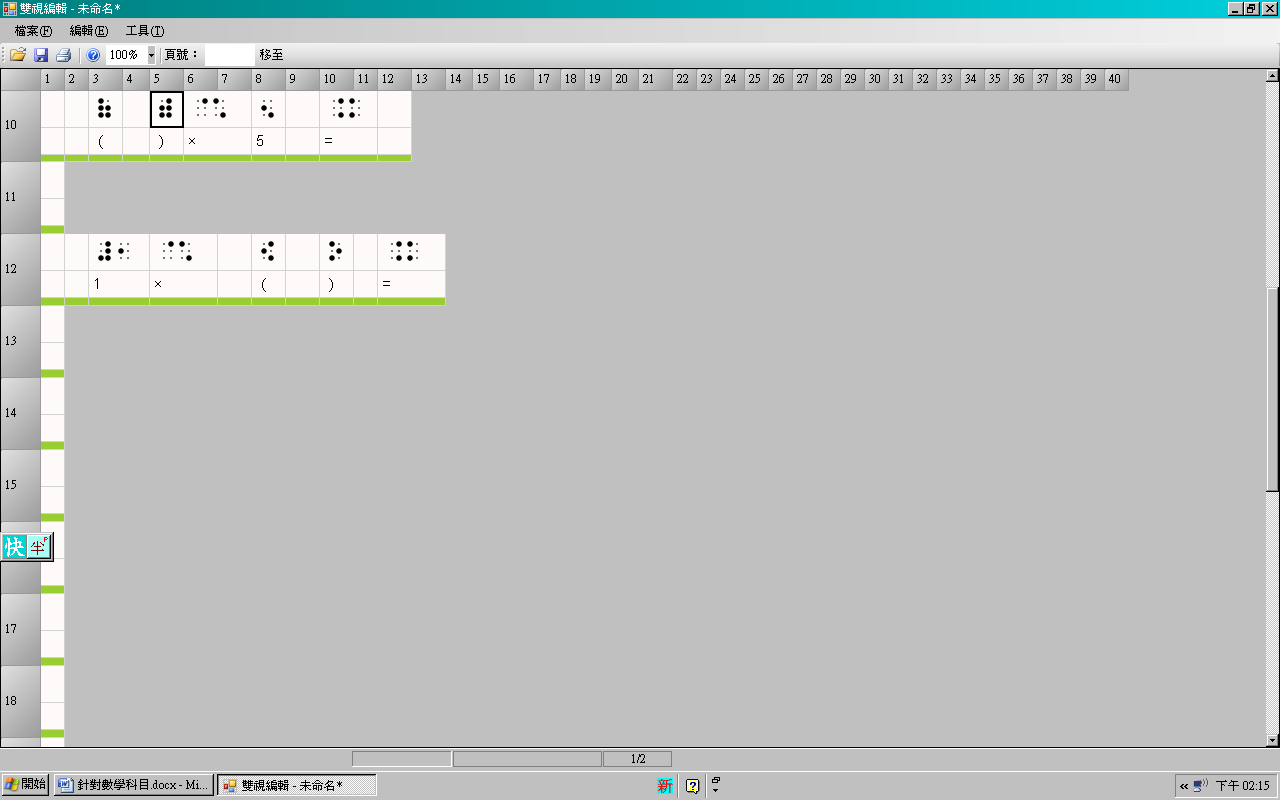 雙視編輯 - 未命名*
檔案(F) 編輯(E) 工具(T)
100% 頁號： 移至
1 2 3 4 5 6 7 8 9 10 11 12 13 14 15 16 17 18 19 20 21 22 23 24 25 26 27 28 29 30 31 32 33 34 35 36 37 38 39 40
⠷ ⠾ ⠈⠡ ⠢ ⠨⠅
10 ( ) × 5 =
11
⠼⠂ ⠈⠡ ⠪ ⠕ ⠨⠅
12 1 × ( ) =
13
14
15
快 半 P
17
18
1/2
開始 針對數學科目.docx - Mi... 雙視編輯 - 未命名* 新 ? « 下午 02:15